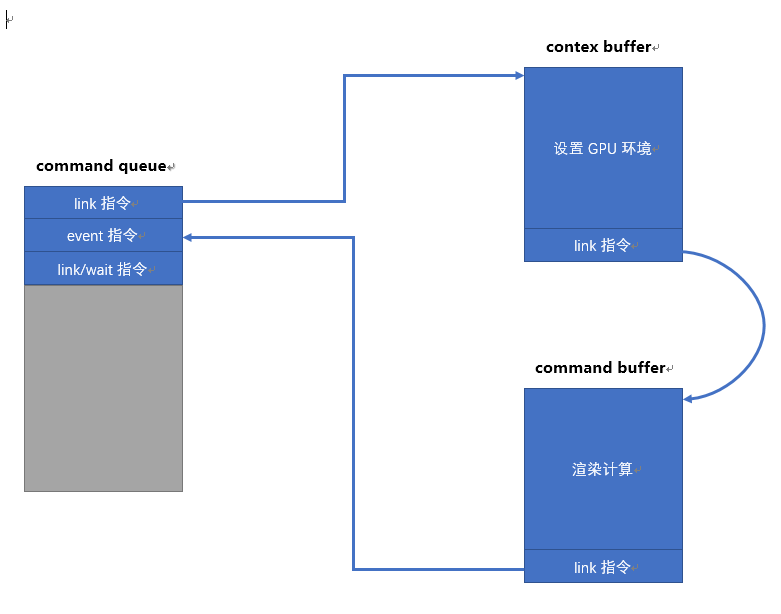 contex buffer
设置 GPU 环境
link 指令
command queue
link 指令
event 指令
link/wait 指令
command buffer
渲染计算
link 指令